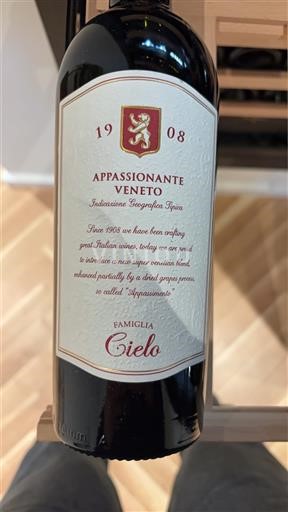 19 08
APPASSIONANTE
VENETO
Indicazione Geografica Tipica
Since 1908 we have been crafting
great Italian wines, today we are proud
to introduce a new super venetian blend,
enhanced partially by a dried grapes process,
so called "Appassimento"
FAMIGLIA
Cielo